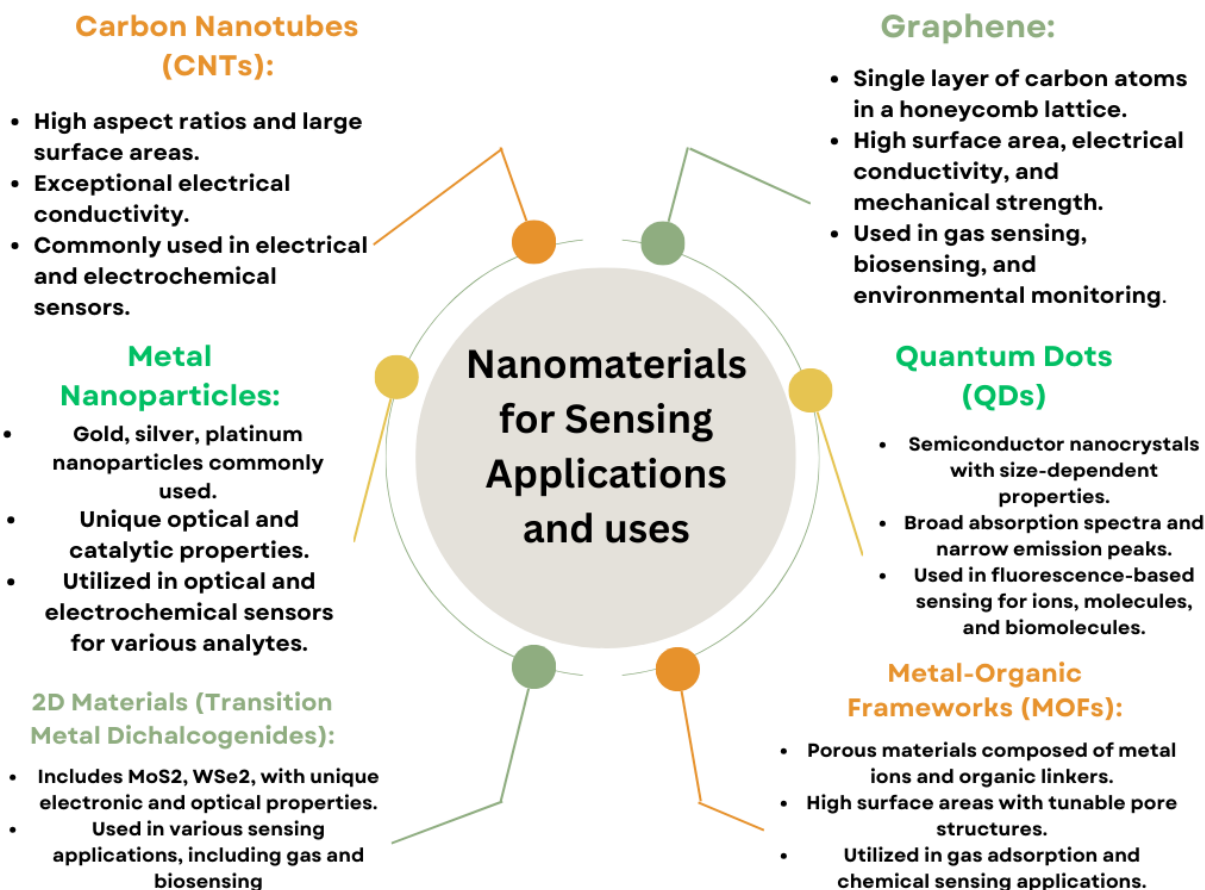 Carbon Nanotubes
(CNTs):
• High aspect ratios and large
surface areas.
• Exceptional electrical
conductivity.
• Commonly used in electrical
and electrochemical
sensors.
Graphene:
• Single layer of carbon atoms
in a honeycomb lattice.
• High surface area, electrical
conductivity, and
mechanical strength.
• Used in gas sensing,
biosensing, and
environmental monitoring.
Nanomaterials
for Sensing
Applications
and uses
Metal
Nanoparticles:
• Gold, silver, platinum
nanoparticles commonly
used.
• Unique optical and
catalytic properties.
• Utilized in optical and
electrochemical sensors
for various analytes.
Quantum Dots
(QDs)
• Semiconductor nanocrystals
with size-dependent
properties.
• Broad absorption spectra and
narrow emission peaks.
• Used in fluorescence-based
sensing for ions, molecules,
and biomolecules.
2D Materials (Transition
Metal Dichalcogenides):
• Includes MoS2, WSe2, with unique
electronic and optical properties.
• Used in various sensing
applications, including gas and
biosensing
Metal-Organic
Frameworks (MOFs):
• Porous materials composed of metal
ions and organic linkers.
• High surface areas with tunable pore
structures.
• Utilized in gas adsorption and
chemical sensing applications.